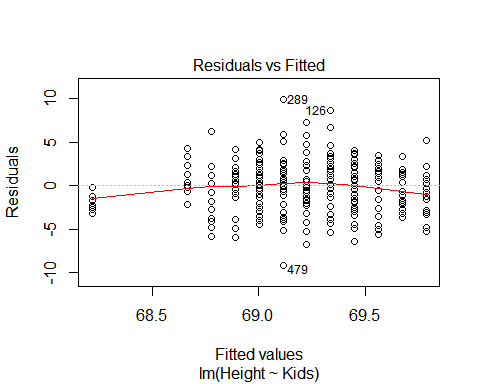 Residuals vs Fitted
Residuals
10
5
0
-5
-10
289
126
479
68.5 69.0 69.5
Fitted values
lm(Height ~ Kids)